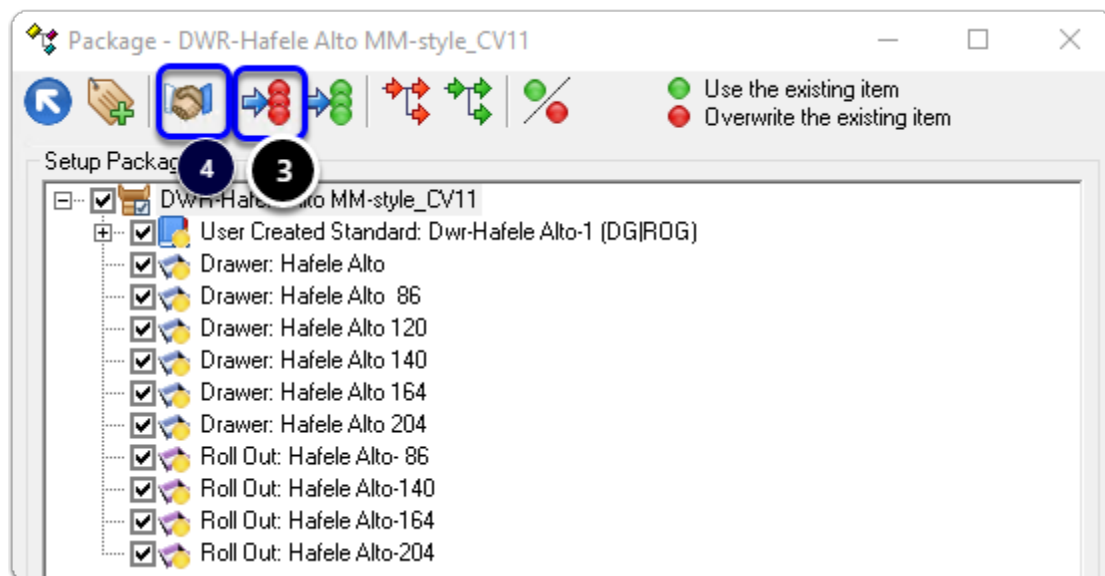 Package - DWR-Hafele Alto MM-style_CV11
Use the existing item
Overwrite the existing item
4
3
Setup Packag
DWR-Hafele Alto MM-style_CV11
User Created Standard: Dwr-Hafele Alto-1 (DG|ROG)
Drawer: Hafele Alto
Drawer: Hafele Alto  86
Drawer: Hafele Alto 120
Drawer: Hafele Alto 140
Drawer: Hafele Alto 164
Drawer: Hafele Alto 204
Roll Out: Hafele Alto- 86
Roll Out: Hafele Alto-140
Roll Out: Hafele Alto-164
Roll Out: Hafele Alto-204